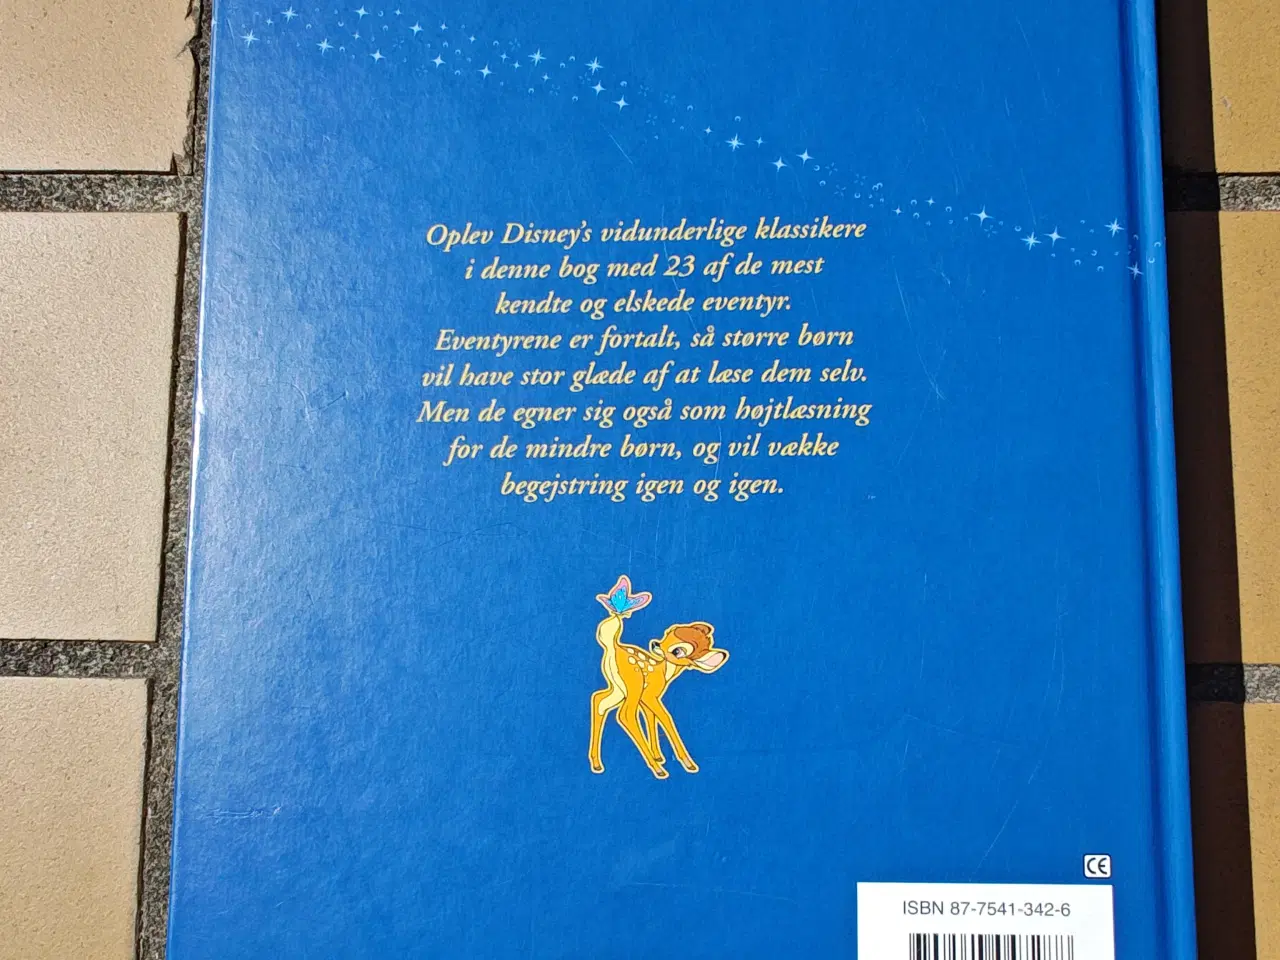 Oplev Disney's vidunderlige klassikere
i denne bog med 23 af de mest
kendte og elskede eventyr.
Eventyrene er fortalt, så større børn
vil have stor glæde af at læse dem selv.
Men de egner sig også som højtlæsning
for de mindre børn, og vil vække
begejstring igen og igen.
CE
ISBN 87-7541-342-6